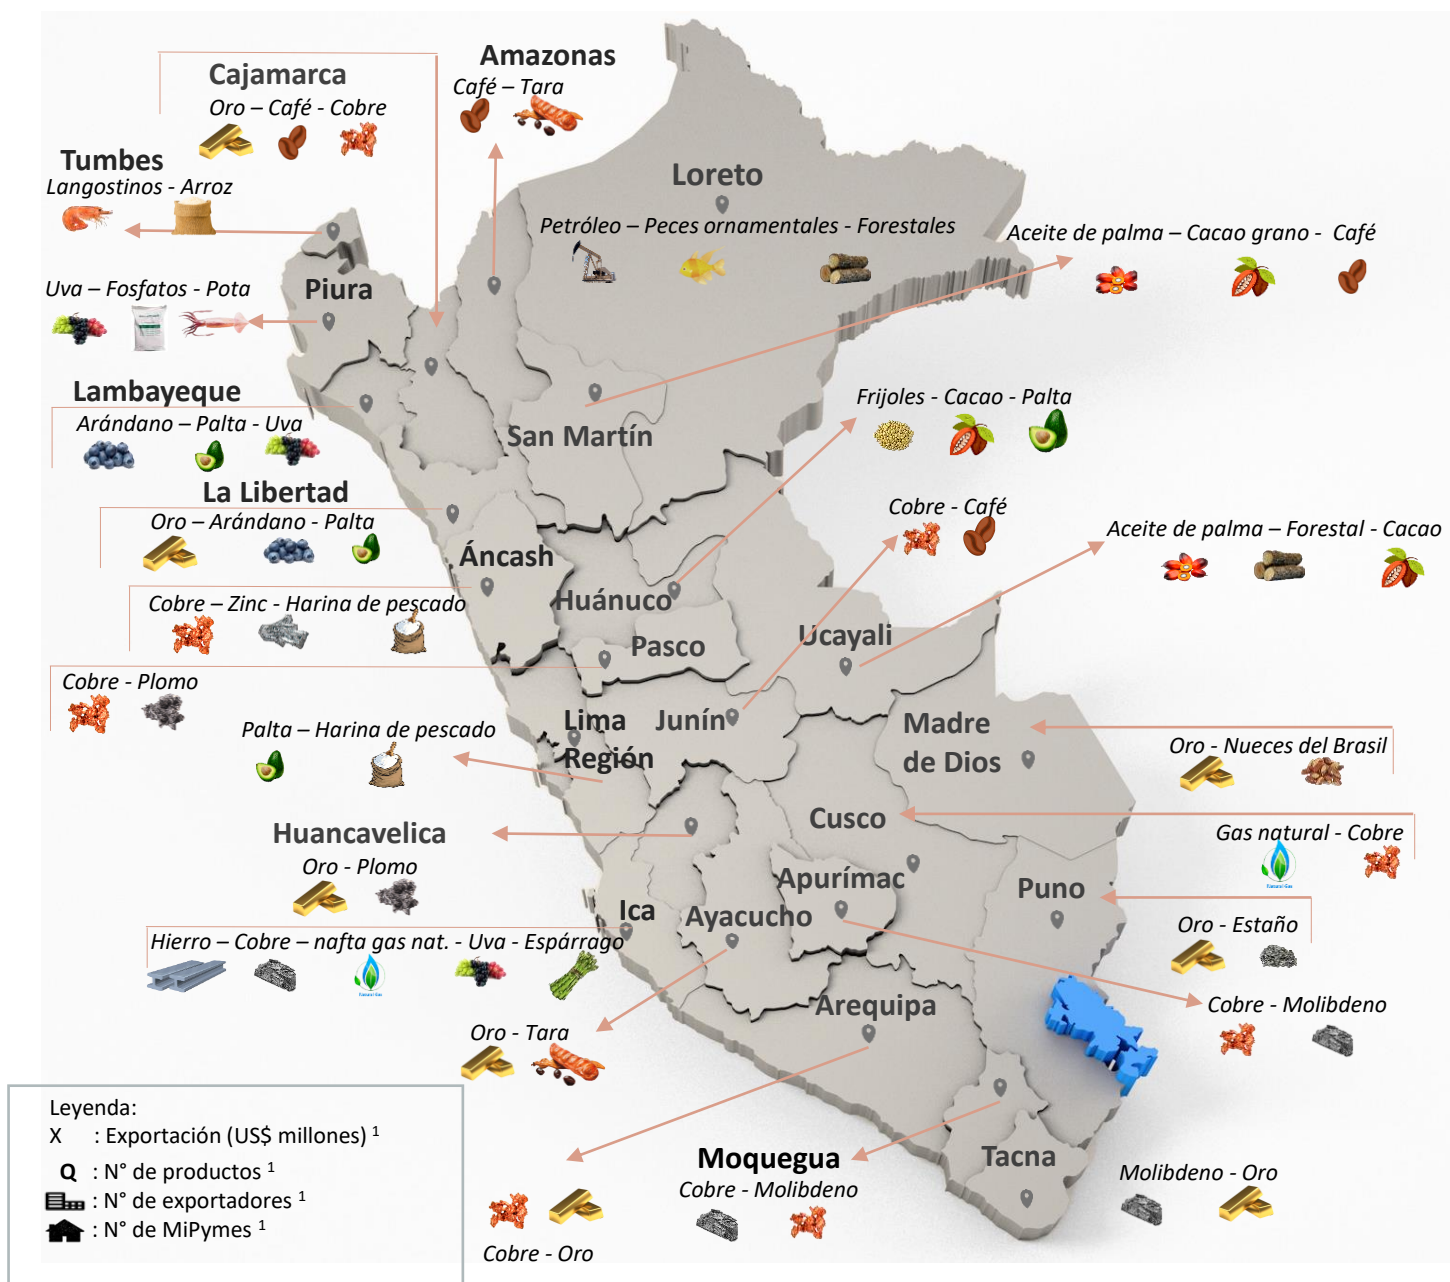 Amazonas
Café – Tara
Cajamarca
Oro – Café - Cobre
Tumbes
Langostinos - Arroz
Loreto
Petróleo – Peces ornamentales - Forestales
Aceite de palma – Cacao grano - Café
Uva – Fosfatos - Pota
Piura
Lambayeque
Arándano – Palta - Uva
San Martín
Frijoles - Cacao - Palta
La Libertad
Oro – Arándano - Palta
Cobre - Café
Aceite de palma – Forestal - Cacao
Áncash
Cobre – Zinc - Harina de pescado
Huánuco
Pasco
Ucayali
Cobre - Plomo
Palta – Harina de pescado
Lima
Región
Junín
Madre
de Dios
Oro - Nueces del Brasil
Huancavelica
Oro - Plomo
Cusco
Gas natural - Cobre
Natural Gas
Apurímac
Puno
Ica
Ayacucho
Oro - Estaño
Hierro – Cobre – nafta gas nat. - Uva - Espárrago
Natural Gas
Arequipa
Cobre - Molibdeno
Oro - Tara
Leyenda:
X : Exportación (US$ millones) 1
Q : N° de productos 1
: N° de exportadores 1
: N° de MiPymes 1
Cobre - Oro
Moquegua
Cobre - Molibdeno
Tacna
Molibdeno - Oro